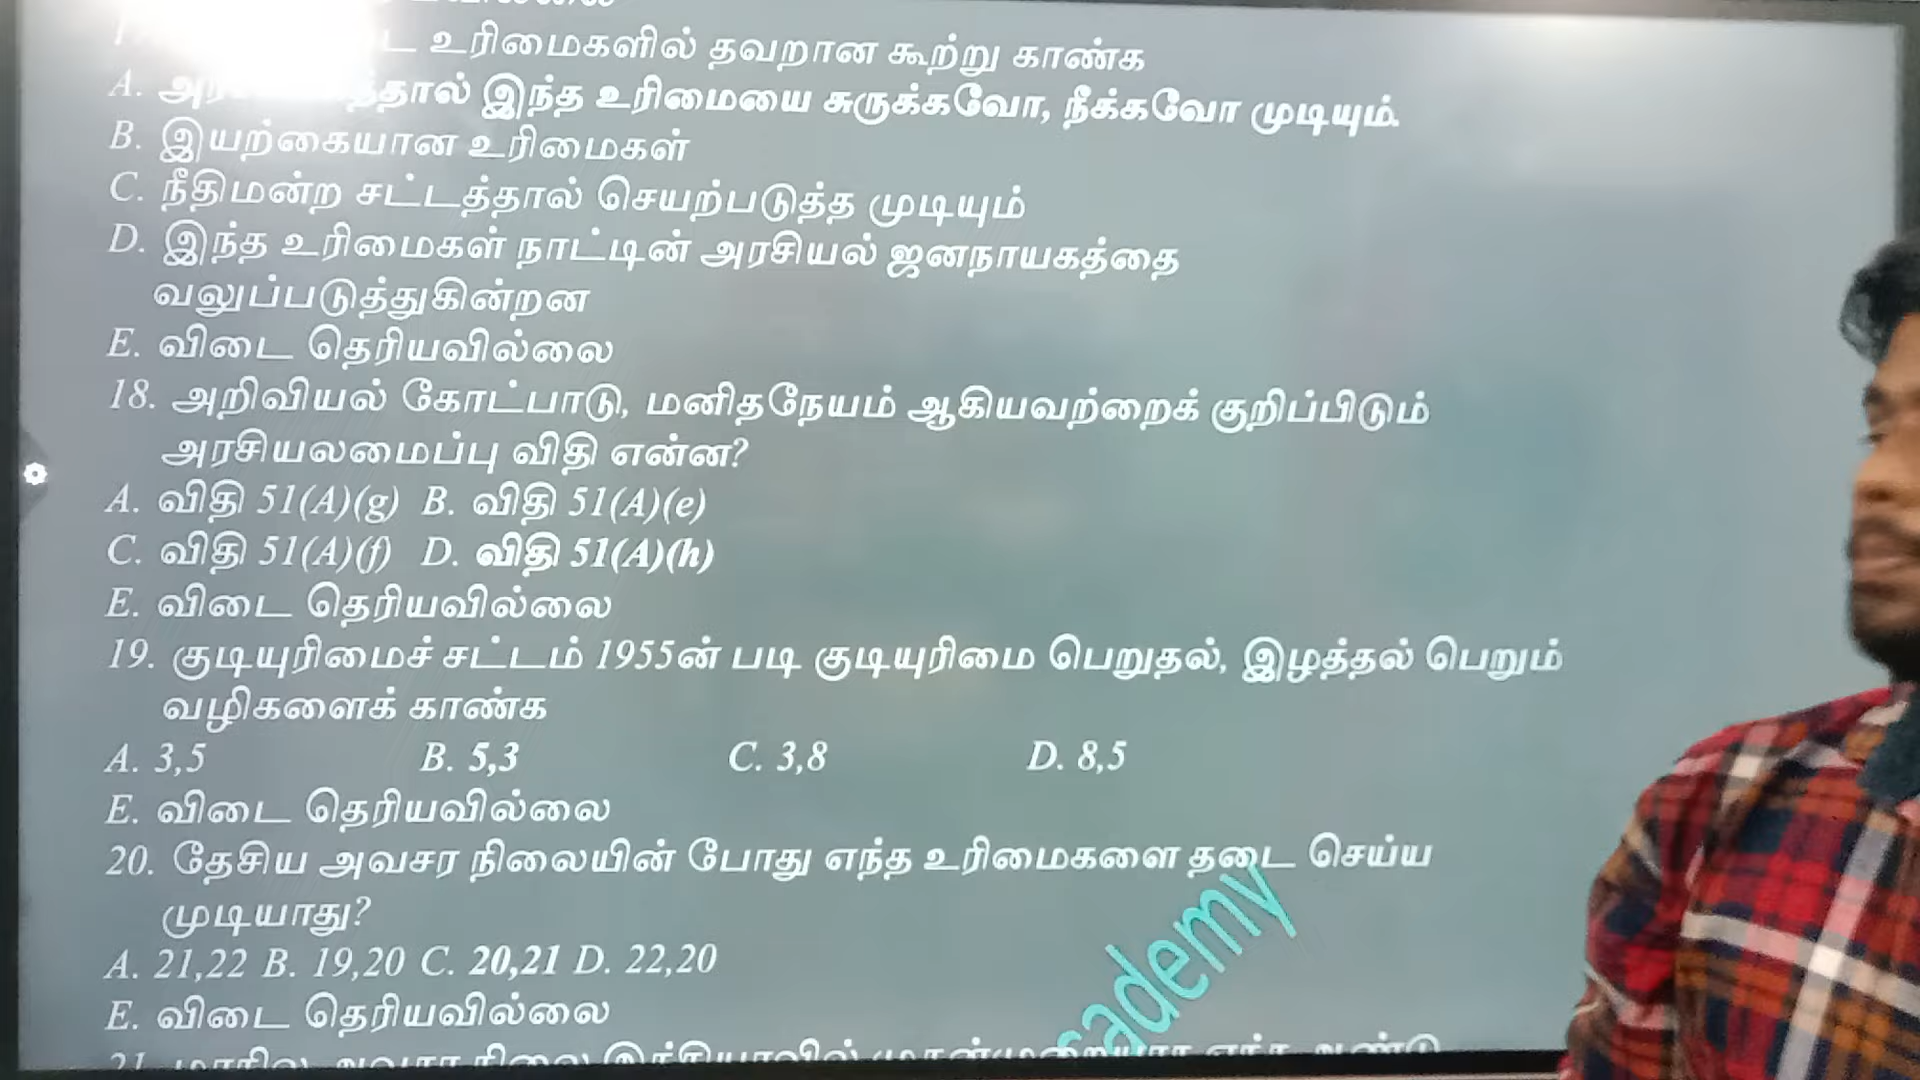 உரிமைகளில் தவறான கூற்று காண்க
A. இந்த உரிமையை சுருக்கவோ, நீக்கவோ முடியும்.
B. இயற்கையான உரிமைகள்
C. நீதிமன்ற சட்டத்தால் செயற்படுத்த முடியும்
D. இந்த உரிமைகள் நாட்டின் அரசியல் ஜனநாயகத்தை
வலுப்படுத்துகின்றன
E. விடை தெரியவில்லை
18. அறிவியல் கோட்பாடு, மனிதநேயம் ஆகியவற்றைக் குறிப்பிடும்
அரசியலமைப்பு விதி என்ன?
A. விதி 51(A)(g) B. விதி 51(A)(e)
C. விதி 51(A)(f) D. விதி 51(A)(h)
E. விடை தெரியவில்லை
19. குடியுரிமைச் சட்டம் 1955ன் படி குடியுரிமை பெறுதல், இழத்தல் பெறும்
வழிகளைக் காண்க
A. 3,5 B. 5,3 C. 3,8 D. 8,5
E. விடை தெரியவில்லை
20. தேசிய அவசர நிலையின் போது எந்த உரிமைகளை தடை செய்ய
முடியாது?
A. 21,22 B. 19,20 C. 20,21 D. 22,20
E. விடை தெரியவில்லை